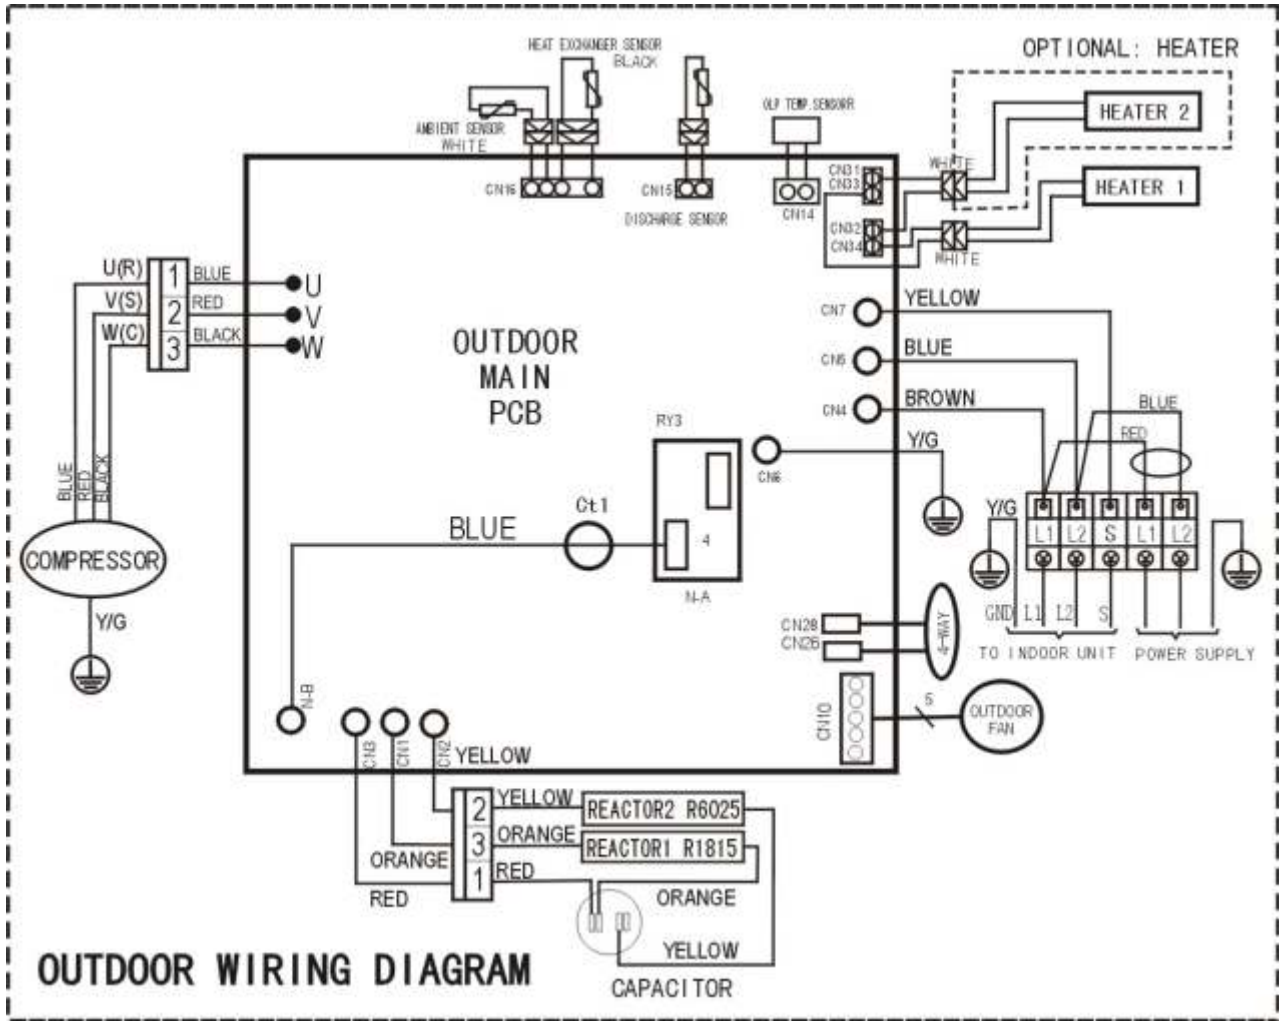 HEAT EXCHANGER SENSOR
BLACK
OPTIONAL: HEATER
OLP TEMP.SENSORR
AMBIENT SENSOR
WHITE
HEATER 2
HEATER 1
WHITE
WHITE
CN16
CN15
DISCHARGE SENSOR
CN14
CN31
CN33
CN32
CN34
U(R)
V(S)
W(C)
1
2
3
BLUE
RED
BLACK
U
V
W
OUTDOOR
MAIN
PCB
CN7
CN5
CN4
CN6
YELLOW
BLUE
BROWN
Y/G
BLUE
RED
RY3
Ct1
BLUE
4
N-A
N-B
BLUE
RED
BLACK
COMPRESSOR
Y/G
Y/G
L1
L2
S
L1
L2
GND
L1
L2
S
TO INDOOR UNIT
POWER SUPPLY
CN28
CN26
4-WAY
CN10
5
OUTDOOR
FAN
CN3
CN1
CN2
YELLOW
2
3
1
YELLOW
ORANGE
RED
REACTOR2 R6025
REACTOR1 R1815
ORANGE
RED
ORANGE
YELLOW
CAPACITOR
OUTDOOR WIRING DIAGRAM